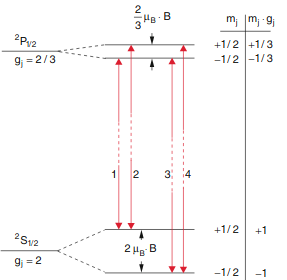 2/3 μB · B
mj mj · gj
²P1/2
gj = 2 / 3
+1/2 +1/3
−1/2 −1/3
1 2 3 4
²S1/2
gj = 2
2 μB · B
+1/2 +1
−1/2 −1